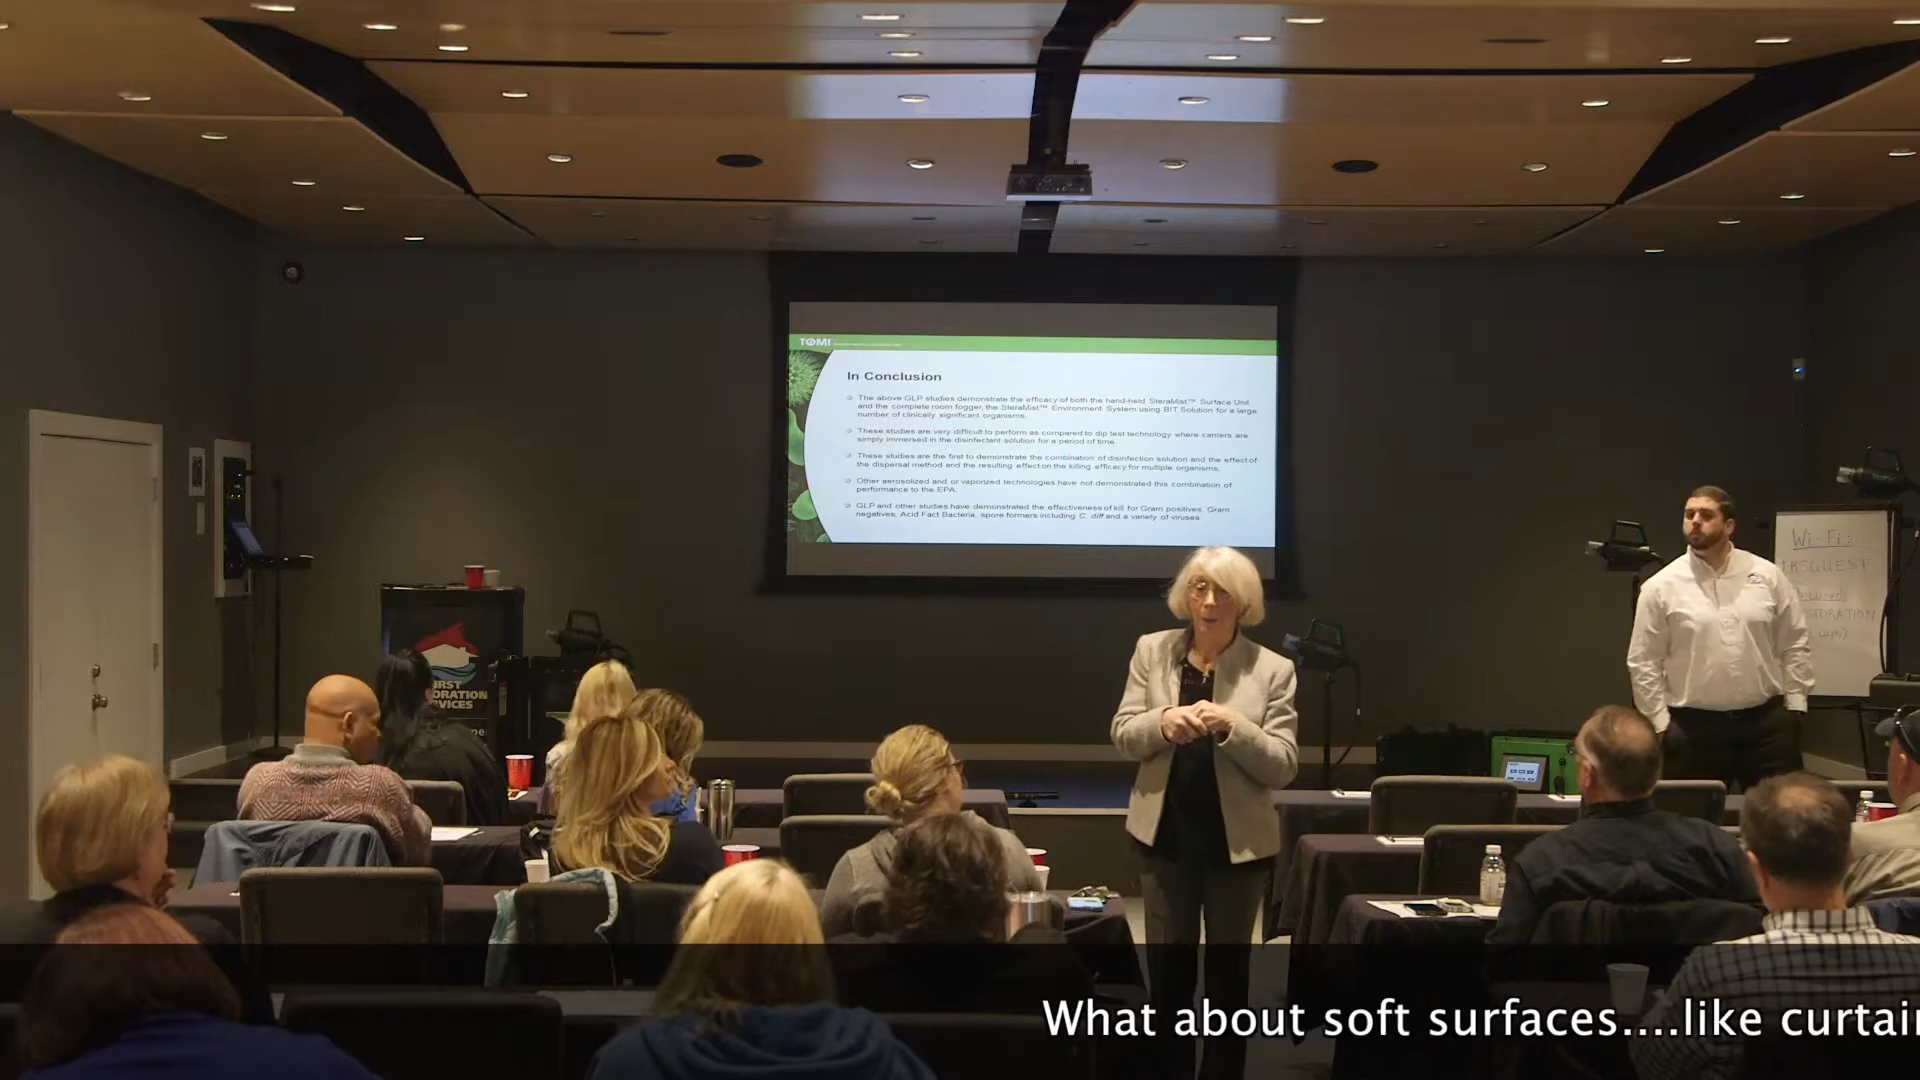 TOMI
In Conclusion
The above GLP studies demonstrate the efficacy of both the hand-held SteraMist™ Surface Unit
and the complete room fogger, the SteraMist™ Environment System using BIT Solution for a large
number of clinically significant organisms.
These studies are very difficult to perform as compared to dip test technology where carriers are
simply immersed in the disinfectant solution for a period of time.
These studies are the first to demonstrate the combination of disinfection solution and the effect of
the dispersal method and the resulting effect on the killing efficacy for multiple organisms.
Other aerosolized and or vaporized technologies have not demonstrated this combination of
performance to the EPA.
GLP and other studies have demonstrated the effectiveness of kill for Gram positives, Gram
negatives, Acid Fact Bacteria, spore formers including C. diff and a variety of viruses
Wi-Fi:
RSGUEST
caps)
IRST
ORATION
VICES
What about soft surfaces....like curtai